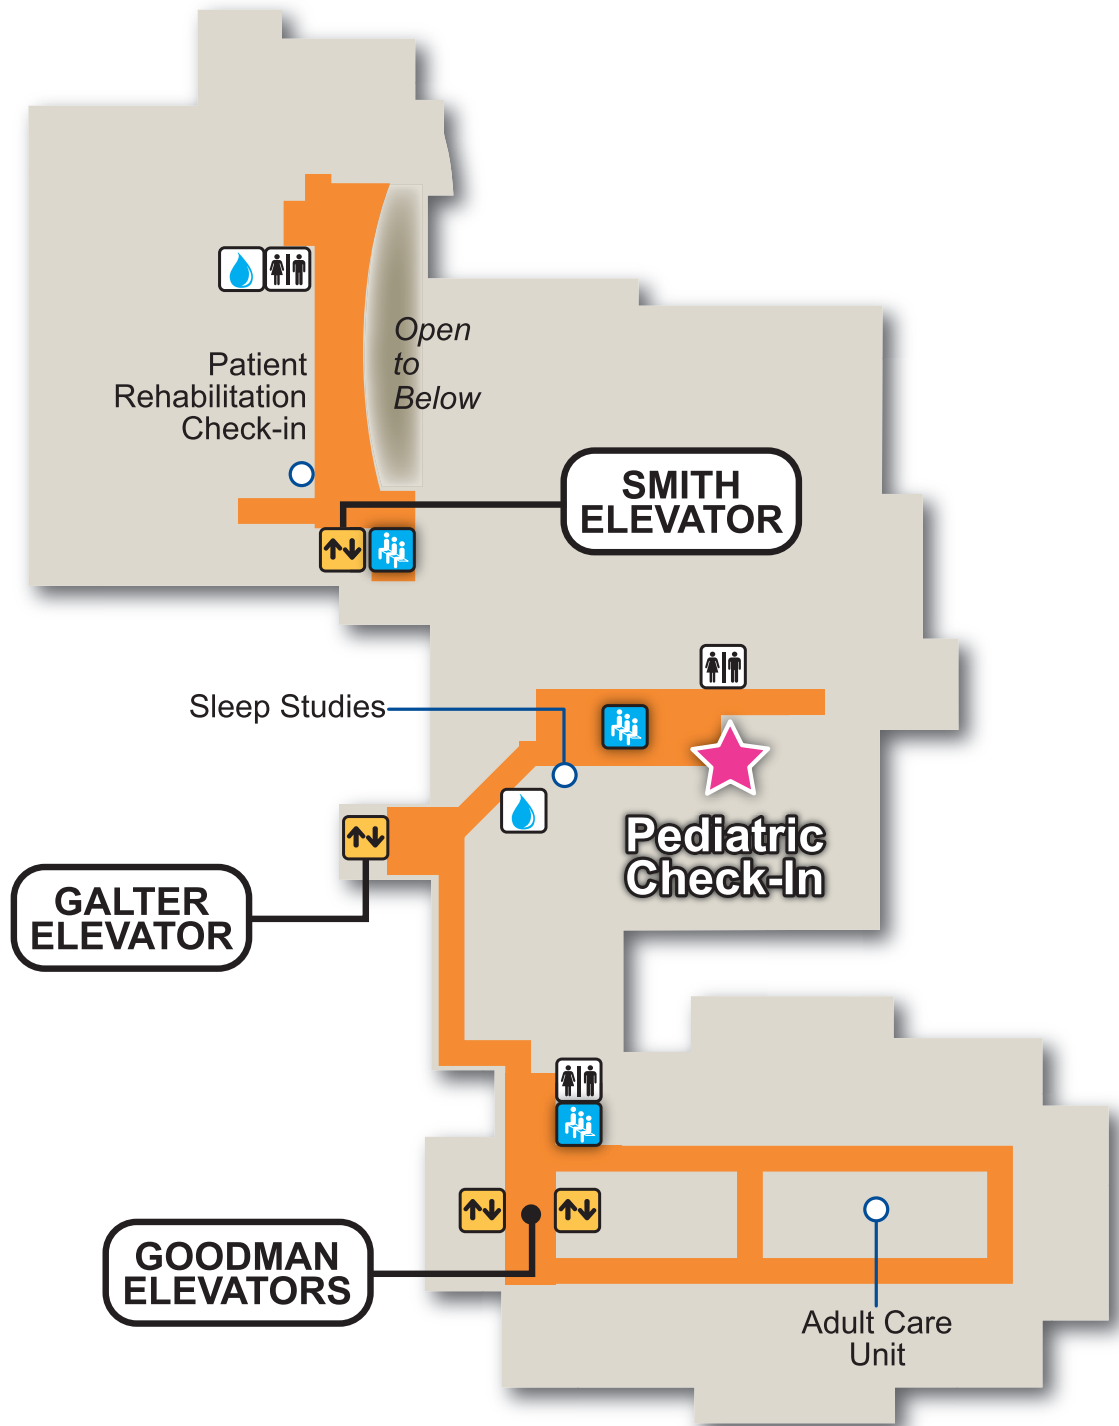 Open
to
Below
Patient
Rehabilitation
Check-in
SMITH
ELEVATOR
Sleep Studies
Pediatric
Check-In
GALTER
ELEVATOR
GOODMAN
ELEVATORS
Adult Care
Unit